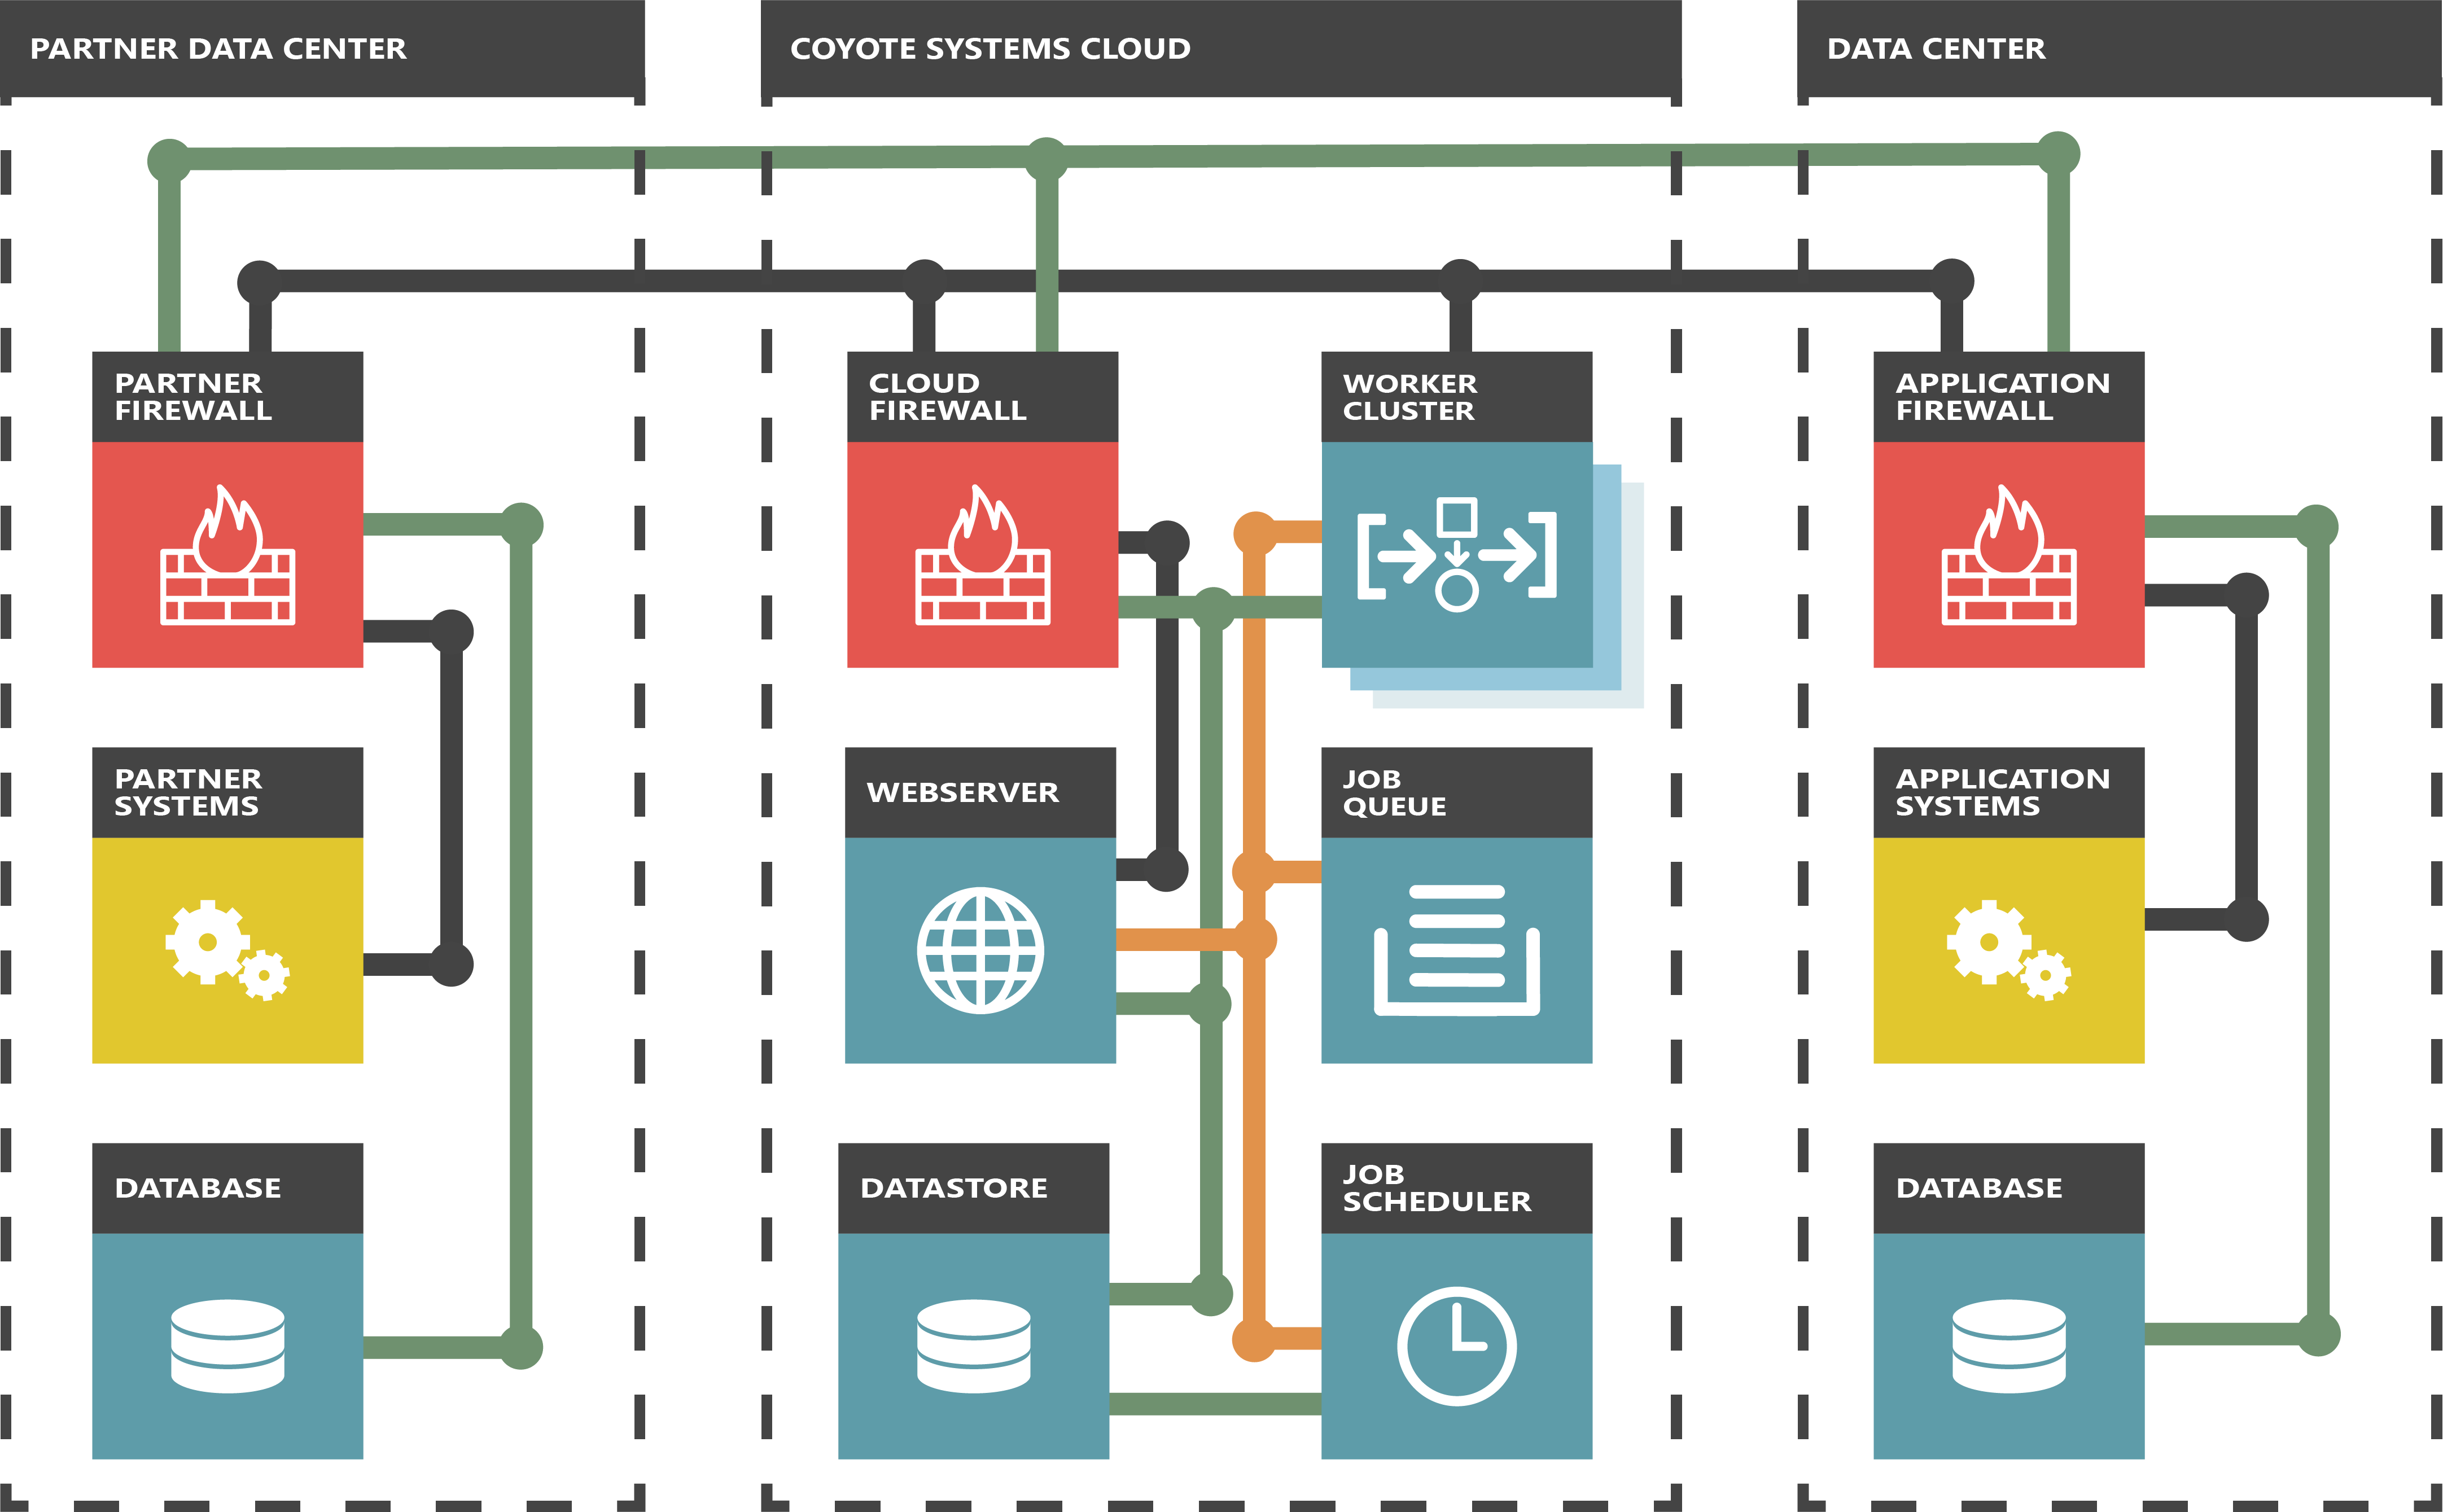 PARTNER DATA CENTER
COYOTE SYSTEMS CLOUD
DATA CENTER
PARTNER
FIREWALL
CLOUD
FIREWALL
WORKER
CLUSTER
APPLICATION
FIREWALL
PARTNER
SYSTEMS
WEBSERVER
JOB
QUEUE
APPLICATION
SYSTEMS
DATABASE
DATASTORE
JOB
SCHEDULER
DATABASE